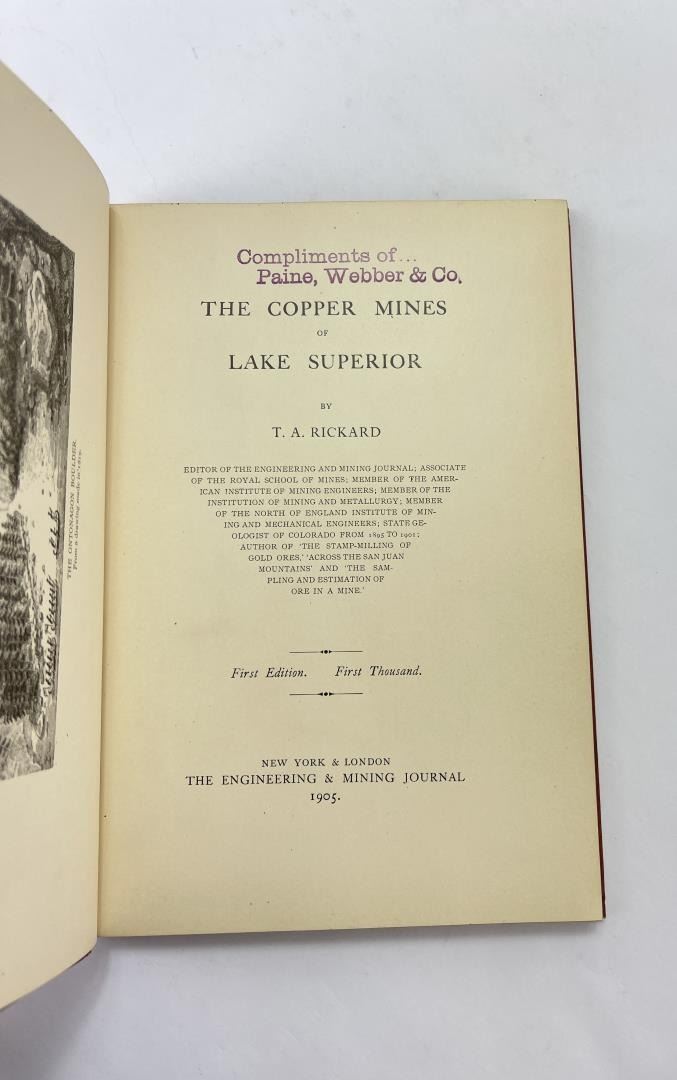 THE ONTONAGON BOULDER
From a drawing made in
Compliments of...
Paine, Webber & Co.
THE COPPER MINES
OF
LAKE SUPERIOR
BY
T. A. RICKARD
EDITOR OF THE ENGINEERING AND MINING JOURNAL; ASSOCIATE
OF THE ROYAL SCHOOL OF MINES; MEMBER OF THE AMER-
ICAN INSTITUTE OF MINING ENGINEERS; MEMBER OF THE
INSTITUTION OF MINING AND METALLURGY; MEMBER
OF THE NORTH OF ENGLAND INSTITUTE OF MIN-
ING AND MECHANICAL ENGINEERS; STATE GE-
OLOGIST OF COLORADO FROM 1895 TO 1901;
AUTHOR OF 'THE STAMP-MILLING OF
GOLD ORES,' 'ACROSS THE SAN JUAN
MOUNTAINS' AND 'THE SAM-
PLING AND ESTIMATION OF
ORE IN A MINE.'
First Edition. First Thousand.
NEW YORK & LONDON
THE ENGINEERING & MINING JOURNAL
1905.